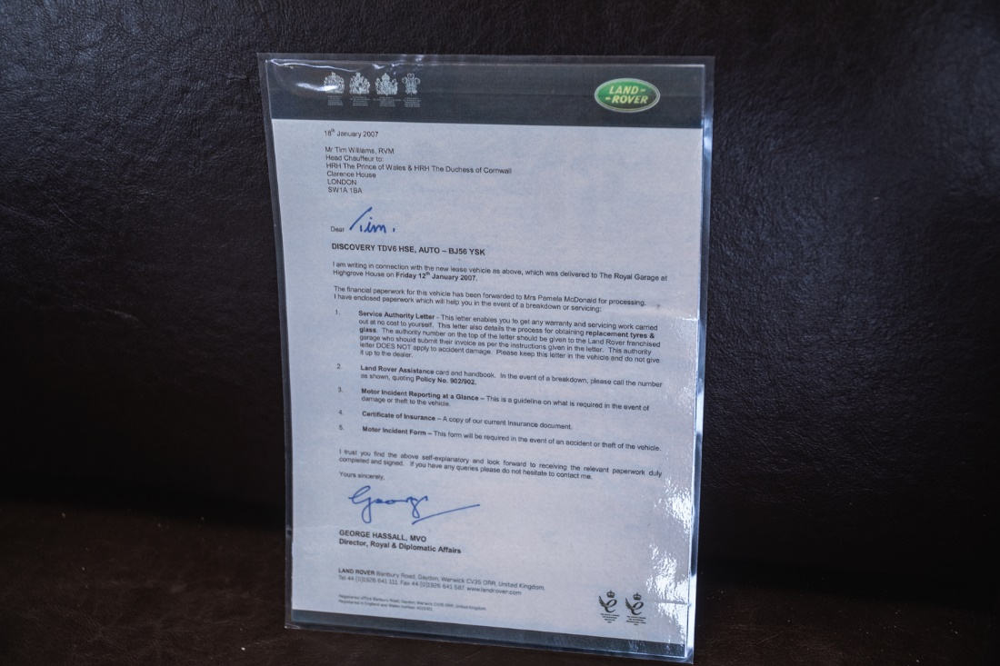 LAND-
-ROVER
18th January 2007
Mr Tim Williams, RVM
Head Chauffeur to:
HRH The Prince of Wales & HRH The Duchess of Cornwall
Clarence House
LONDON
SW1A 1BA
Dear Tim.
DISCOVERY TDV6 HSE, AUTO – BJ56 YSK
I am writing in connection with the new lease vehicle as above, which was delivered to The Royal Garage at
Highgrove House on Friday 12th January 2007.
The financial paperwork for this vehicle has been forwarded to Mrs Pamela McDonald for processing.
I have enclosed paperwork which will help you in the event of a breakdown or servicing:
1. Service Authority Letter - This letter enables you to get any warranty and servicing work carried
out at no cost to yourself. This letter also details the process for obtaining replacement tyres &
glass. The authority number on the top of the letter should be given to the Land Rover franchised
garage who should submit their invoice as per the instructions given in the letter. This authority
letter DOES NOT apply to accident damage. Please keep this letter in the vehicle and do not give
it up to the dealer.
2. Land Rover Assistance card and handbook. In the event of a breakdown, please call the number
as shown, quoting Policy No. 902/902.
3. Motor Incident Reporting at a Glance – This is a guideline on what is required in the event of
damage or theft to the vehicle.
4. Certificate of Insurance – A copy of our current Insurance document.
5. Motor Incident Form – This form will be required in the event of an accident or theft of the vehicle.
I trust you find the above self-explanatory and look forward to receiving the relevant paperwork duly
completed and signed. If you have any queries please do not hesitate to contact me.
Yours sincerely,
George
GEORGE HASSALL, MVO
Director, Royal & Diplomatic Affairs
LAND ROVER Banbury Road, Gaydon, Warwick CV35 0RR, United Kingdom.
Tel 44 (0)1926 641 111. Fax 44 (0)1926 641 587. www.landrover.com
Registered office Banbury Road, Gaydon, Warwick CV35 0RR, United Kingdom.
Registered in England and Wales number: